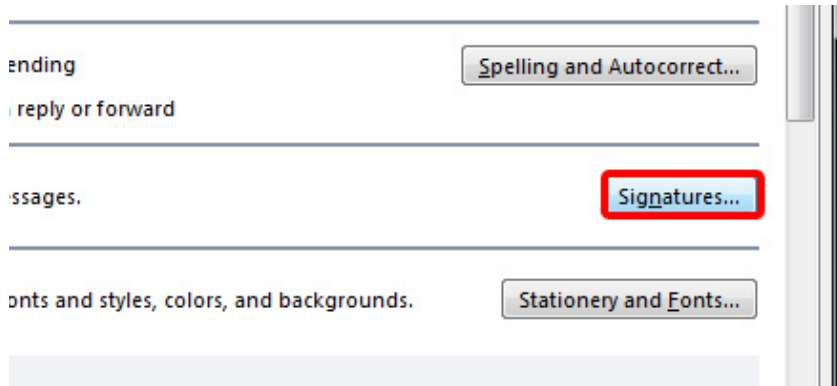 ending Spelling and Autocorrect...
reply or forward
ssages. Signatures...
onts and styles, colors, and backgrounds. Stationery and Fonts...